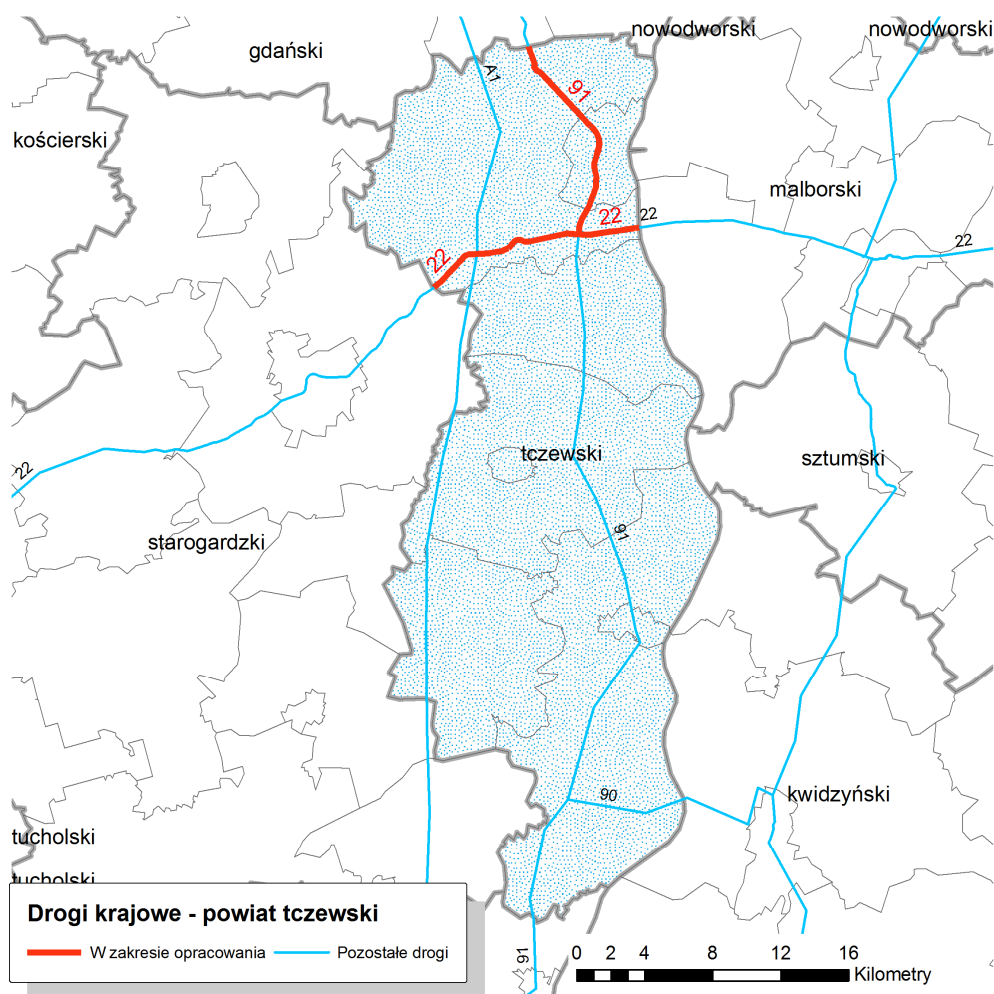 nowodworski
nowodworski
gdański
A1
91
kościerski
malborski
22
22
22
22
tczewski
sztumski
22
91
starogardzki
90
kwidzyński
tucholski
tucholski
Drogi krajowe - powiat tczewski
W zakresie opracowania
Pozostałe drogi
91
0 2 4 8 12 16
Kilometry